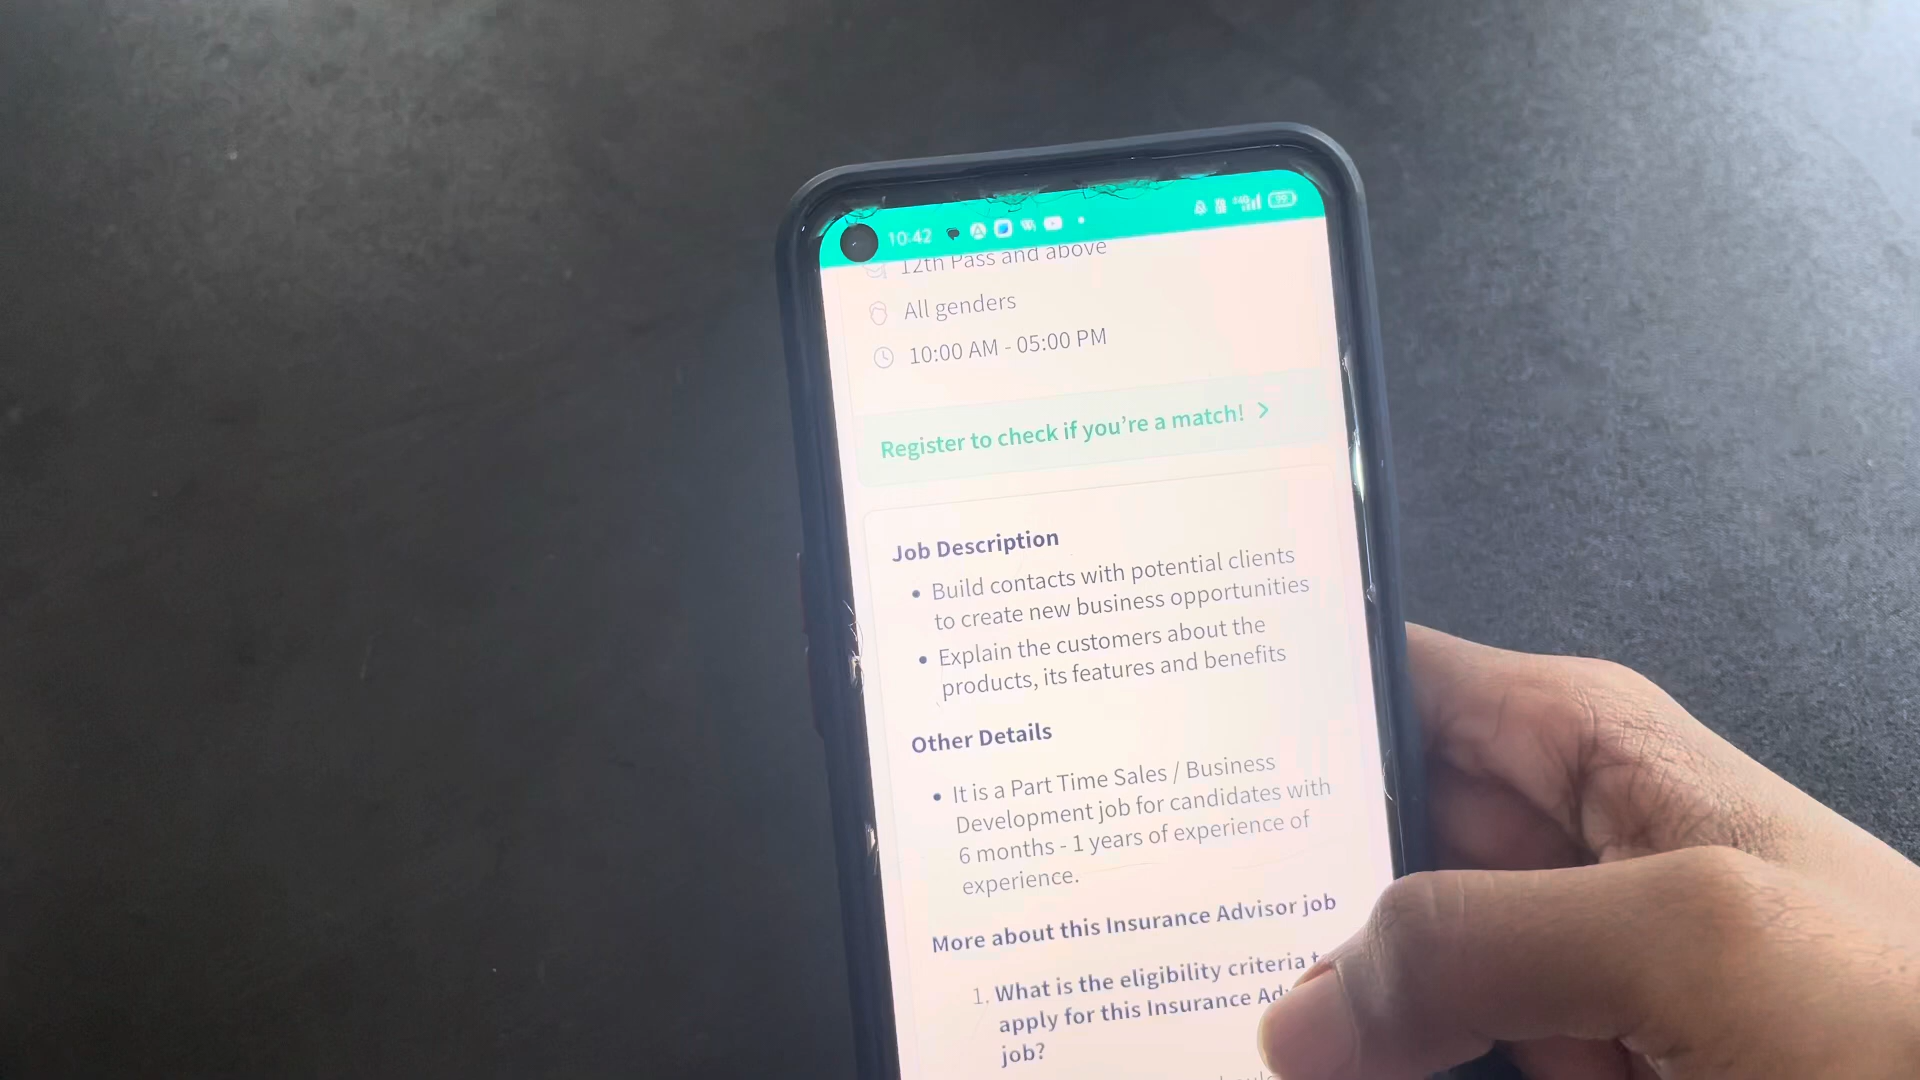 10:42
12th Pass and above
All genders
10:00 AM - 05:00 PM
Register to check if you're a match! >
Job Description
• Build contacts with potential clients
to create new business opportunities
• Explain the customers about the
products, its features and benefits
Other Details
• It is a Part Time Sales / Business
Development job for candidates with
6 months - 1 years of experience of
experience.
More about this Insurance Advisor job
1. What is the eligibility criteria
apply for this Insurance
job?